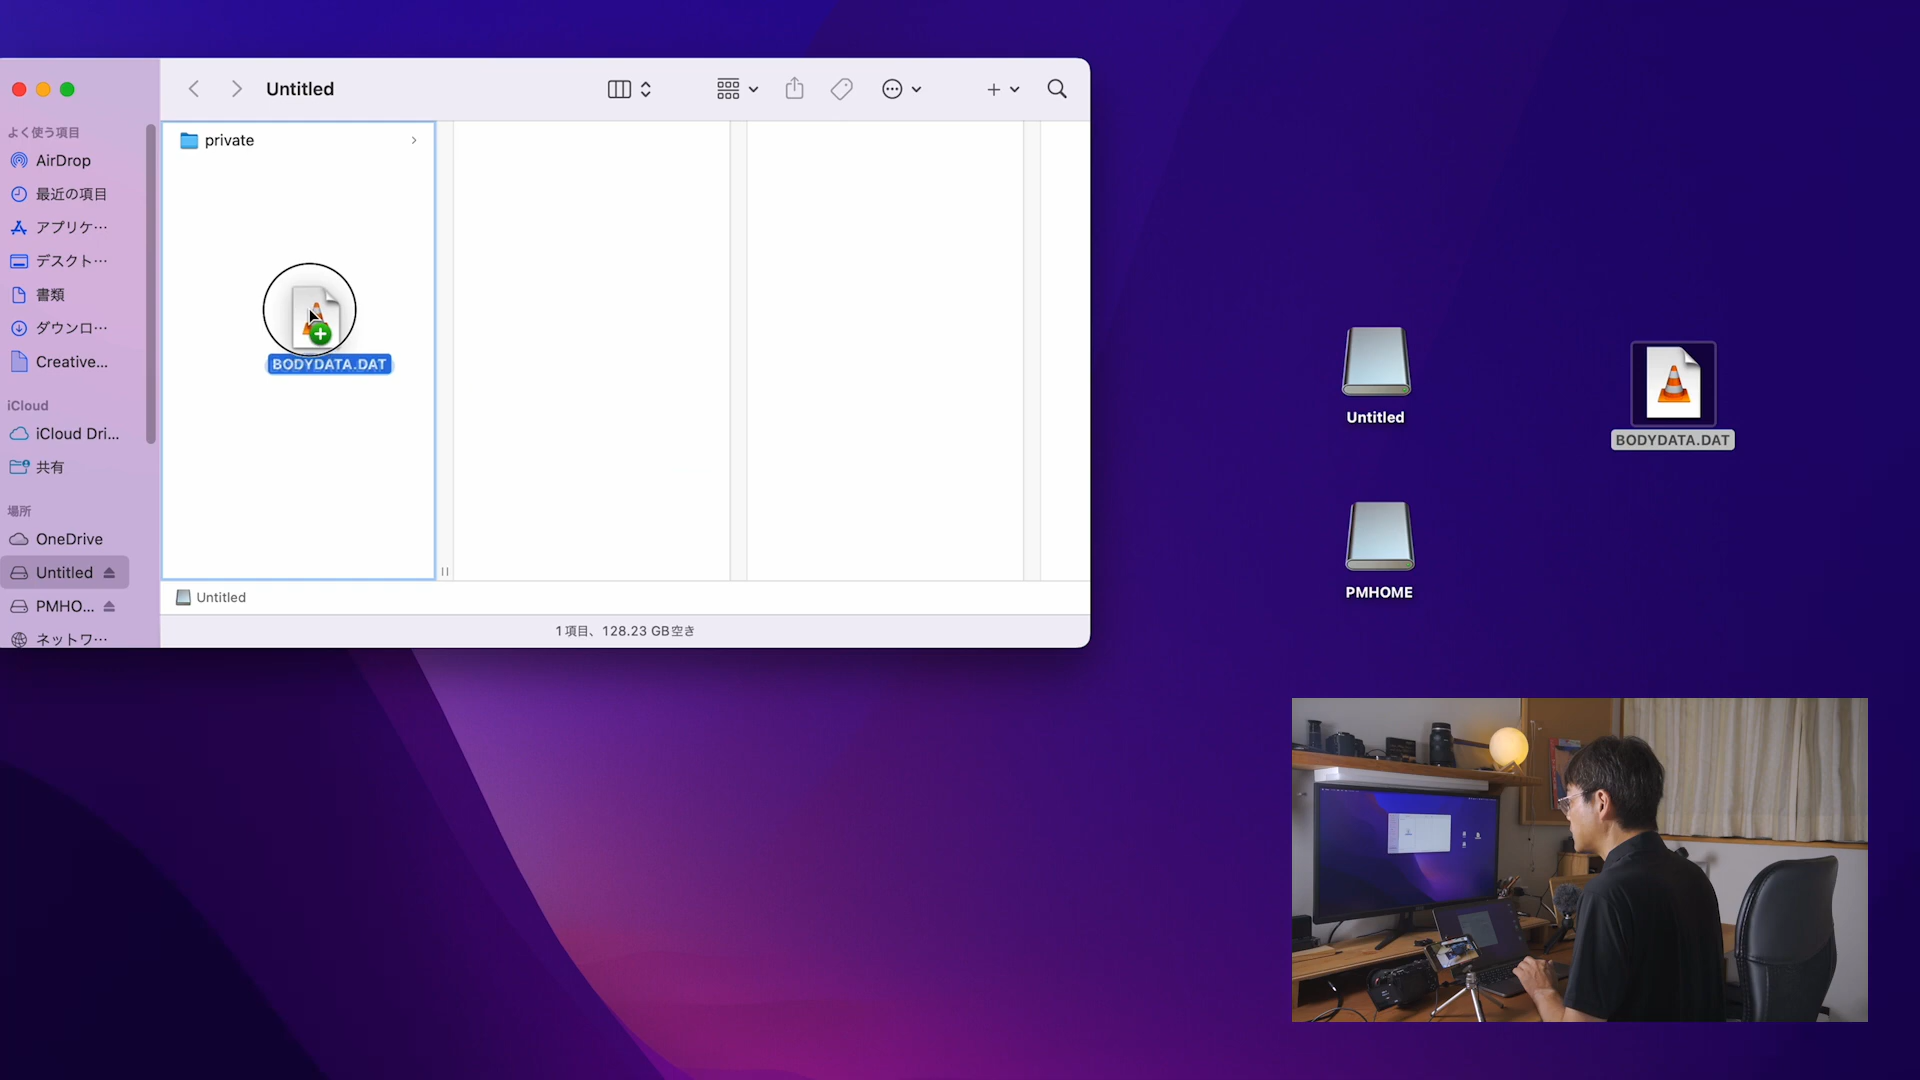 Untitled
よく使う項目
AirDrop
最近の項目
アプリケ…
デスクト…
書類
ダウンロ…
Creative...
iCloud
iCloud Dri...
共有
場所
OneDrive
Untitled
PMHO...
ネットワ…
private
BODYDATA.DAT
Untitled
1項目、128.23 GB空き
Untitled
BODYDATA.DAT
PMHOME